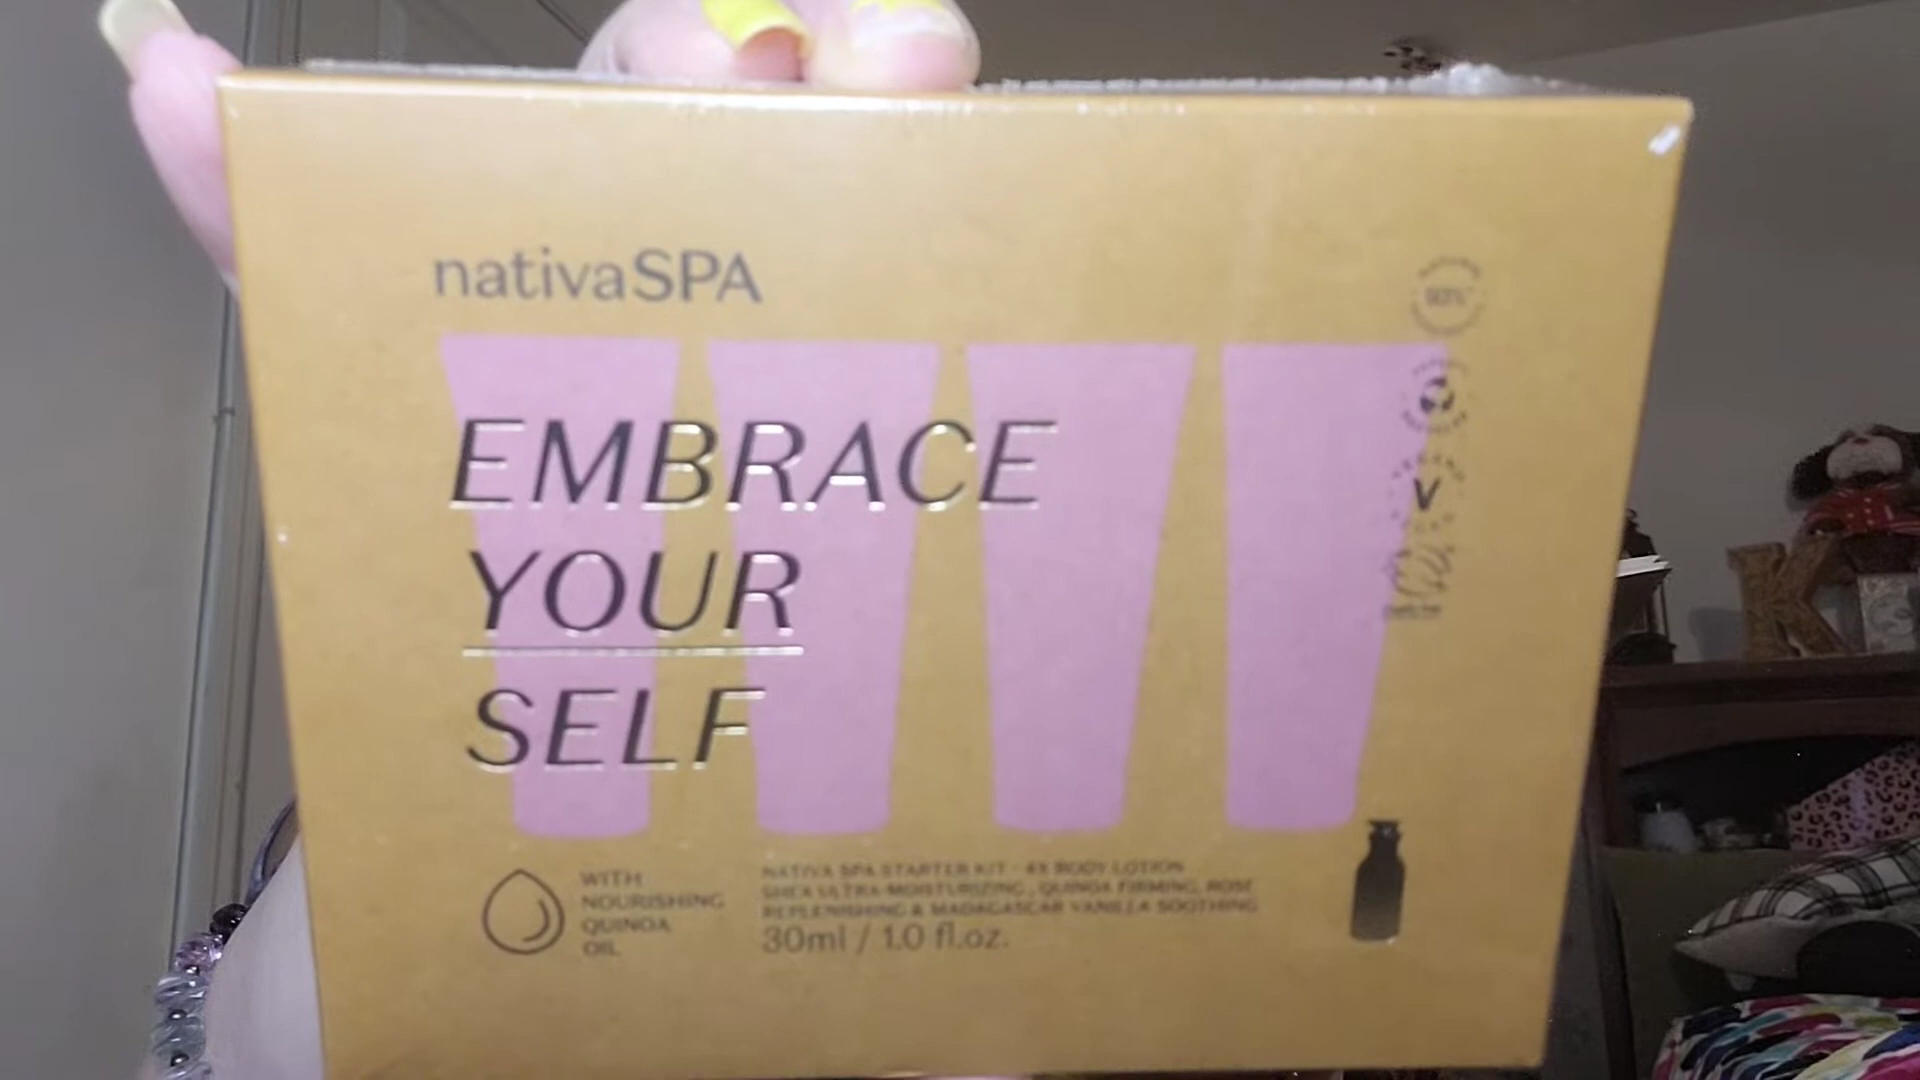 nativaSPA
EMBRACE
YOUR
SELF
WITH
NOURISHING
QUINOA
OIL
NATIVA SPA STARTER KIT - 4X BODY LOTION
SHEA ULTRA-MOISTURIZING, QUINOA FIRMING, ROSE
REPLENISHING & MADAGASCAR VANILLA SOOTHING
30ml / 1.0 fl.oz.
V
K